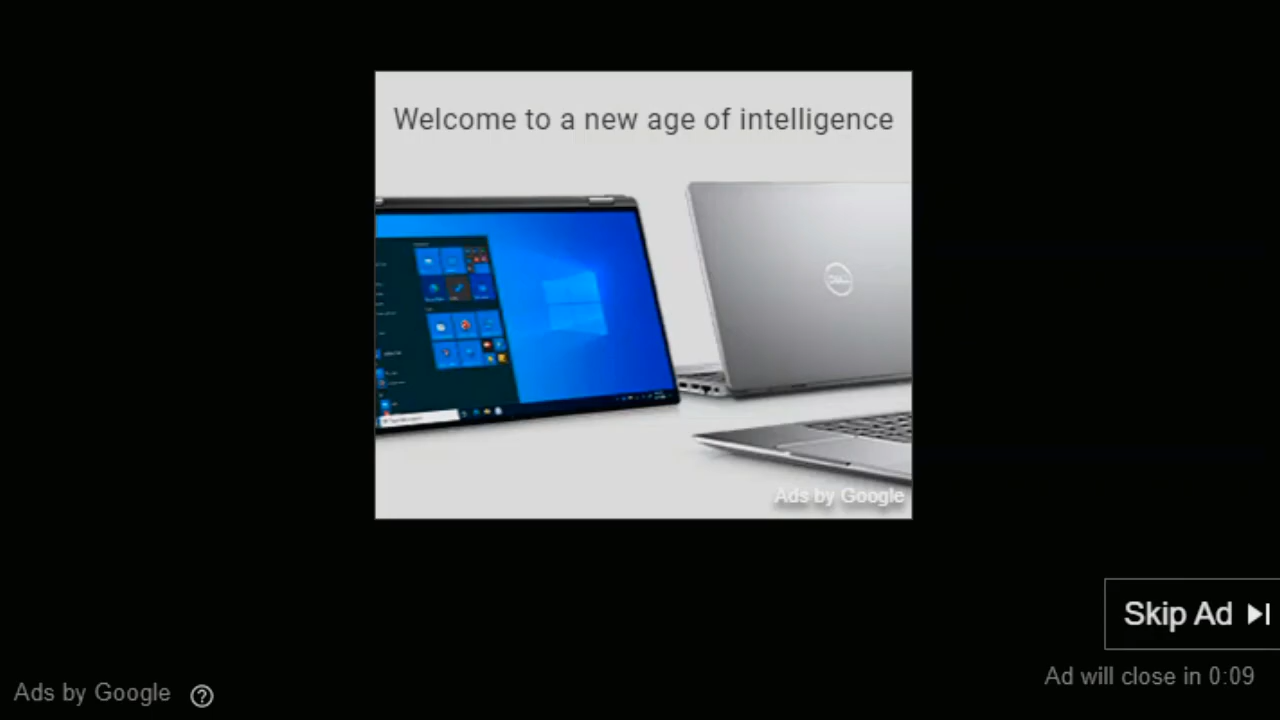 Welcome to a new age of intelligence
DELL
Ads by Google
Skip Ad
Ad will close in 0:09
Ads by Google